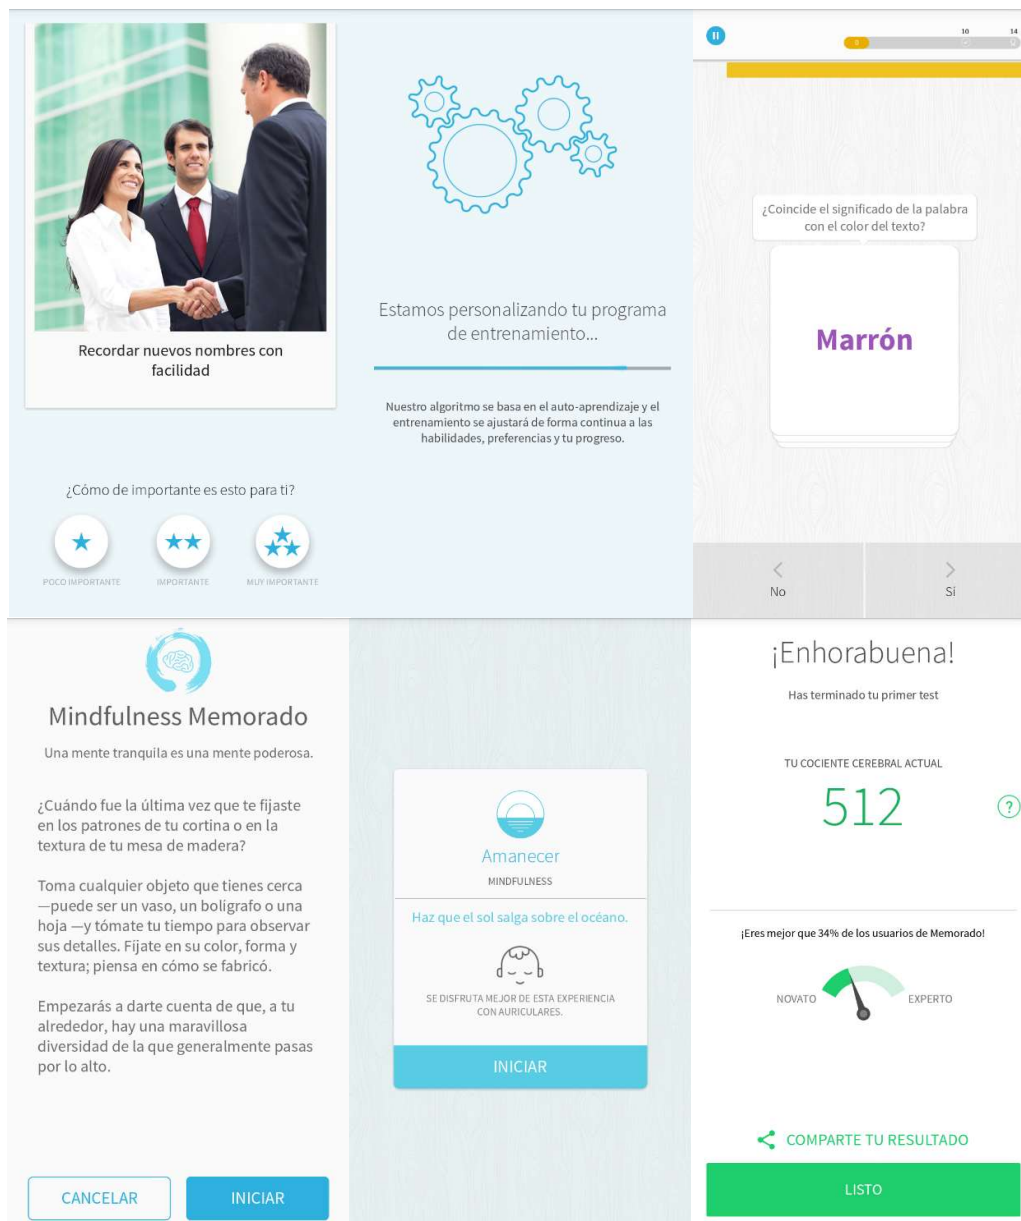 Recordar nuevos nombres con
facilidad
¿Cómo de importante es esto para ti?
POCO IMPORTANTE
IMPORTANTE
MUY IMPORTANTE
Estamos personalizando tu programa
de entrenamiento...
Nuestro algoritmo se basa en el auto-aprendizaje y el
entrenamiento se ajustará de forma continua a las
habilidades, preferencias y tu progreso.
0
10
14
¿Coincide el significado de la palabra
con el color del texto?
Marrón
No
Sí
Mindfulness Memorado
Una mente tranquila es una mente poderosa.
¿Cuándo fue la última vez que te fijaste
en los patrones de tu cortina o en la
textura de tu mesa de madera?
Toma cualquier objeto que tienes cerca
—puede ser un vaso, un bolígrafo o una
hoja —y tómate tu tiempo para observar
sus detalles. Fíjate en su color, forma y
textura; piensa en cómo se fabricó.
Empezarás a darte cuenta de que, a tu
alrededor, hay una maravillosa
diversidad de la que generalmente pasas
por lo alto.
CANCELAR
INICIAR
Amanecer
MINDFULNESS
Haz que el sol salga sobre el océano.
SE DISFRUTA MEJOR DE ESTA EXPERIENCIA
CON AURICULARES.
INICIAR
¡Enhorabuena!
Has terminado tu primer test
TU COCIENTE CEREBRAL ACTUAL
512
?
¡Eres mejor que 34% de los usuarios de Memorado!
NOVATO
EXPERTO
COMPARTE TU RESULTADO
LISTO